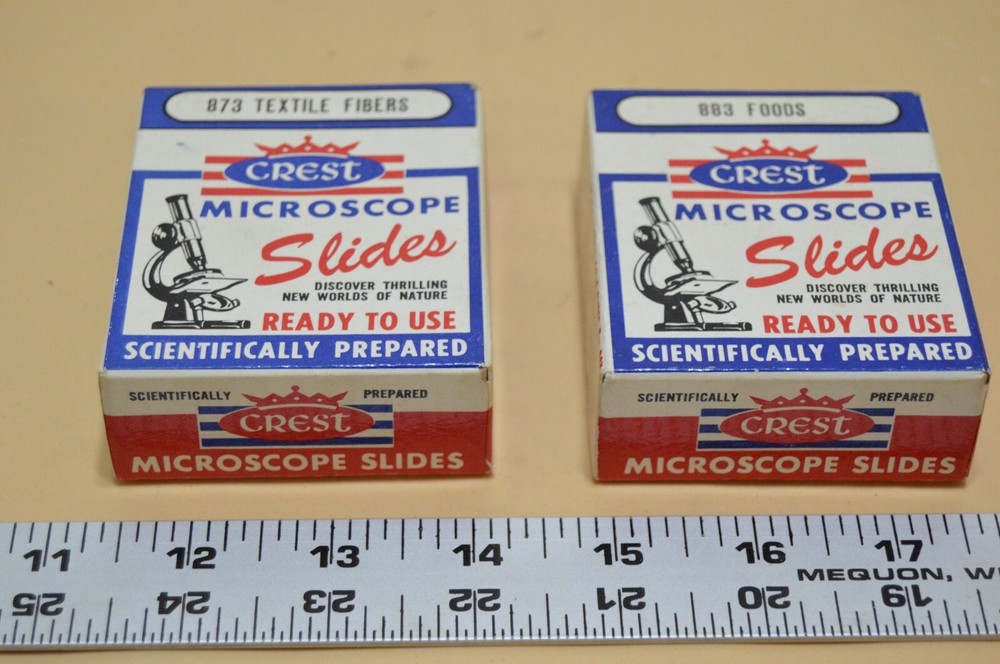 873 TEXTILE FIBERS
CREST
MICROSCOPE
Slides
DISCOVER THRILLING
NEW WORLDS OF NATURE
READY TO USE
SCIENTIFICALLY PREPARED
SCIENTIFICALLY PREPARED
CREST
MICROSCOPE SLIDES
883 FOODS
CREST
MICROSCOPE
Slides
DISCOVER THRILLING
NEW WORLDS OF NATURE
READY TO USE
SCIENTIFICALLY PREPARED
SCIENTIFICALLY PREPARED
CREST
MICROSCOPE SLIDES
11 12 13 14 15 16 17
MEQUON, W
25 24 23 22 21 20 19